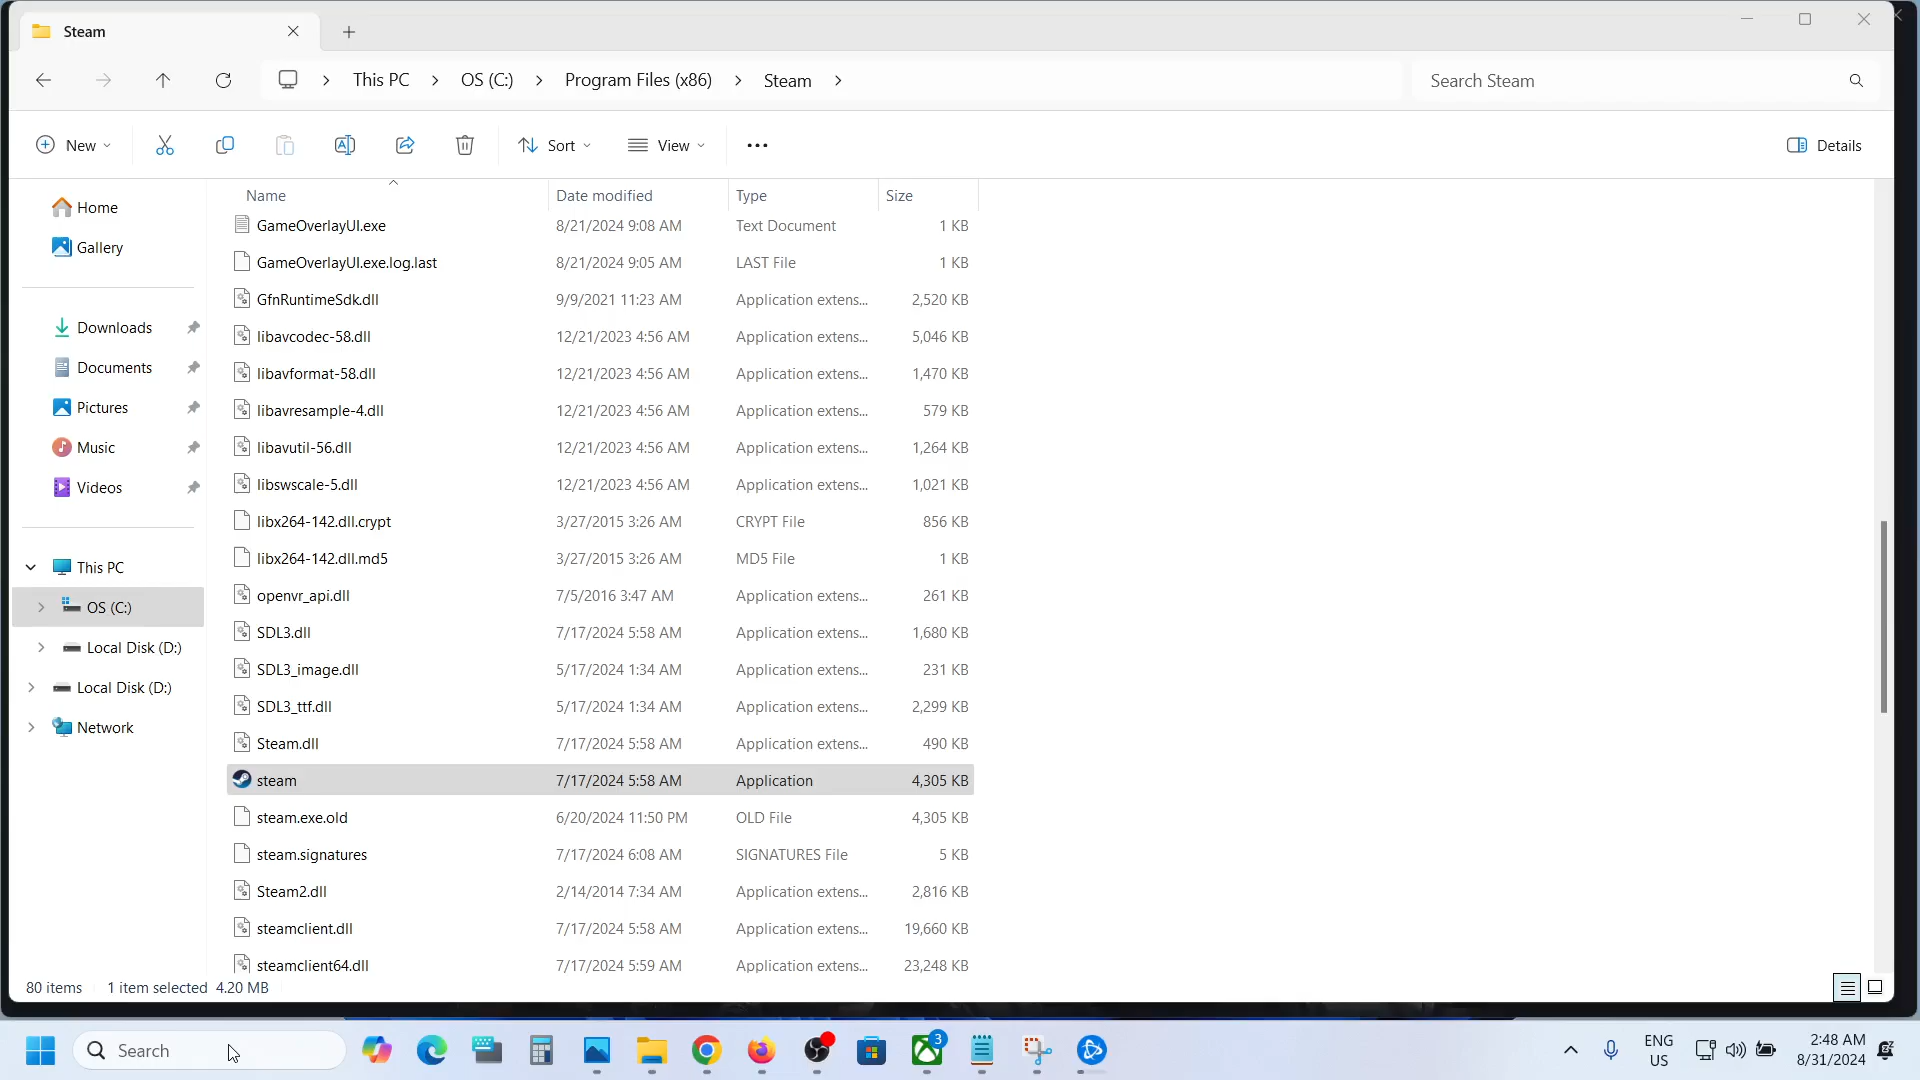 Steam
This PC
OS (C:)
Program Files (x86)
Steam
Search Steam
New
Sort
View
Details
Name
Date modified
Type
Size
Home
Gallery
Downloads
Documents
Pictures
Music
Videos
This PC
OS (C:)
Local Disk (D:)
Local Disk (D:)
Network
GameOverlayUI.exe 8/21/2024 9:08 AM Text Document 1 KB
GameOverlayUI.exe.log.last 8/21/2024 9:05 AM LAST File 1 KB
GfnRuntimeSdk.dll 9/9/2021 11:23 AM Application extens... 2,520 KB
libavcodec-58.dll 12/21/2023 4:56 AM Application extens... 5,046 KB
libavformat-58.dll 12/21/2023 4:56 AM Application extens... 1,470 KB
libavresample-4.dll 12/21/2023 4:56 AM Application extens... 579 KB
libavutil-56.dll 12/21/2023 4:56 AM Application extens... 1,264 KB
libswscale-5.dll 12/21/2023 4:56 AM Application extens... 1,021 KB
libx264-142.dll.crypt 3/27/2015 3:26 AM CRYPT File 856 KB
libx264-142.dll.md5 3/27/2015 3:26 AM MD5 File 1 KB
openvr_api.dll 7/5/2016 3:47 AM Application extens... 261 KB
SDL3.dll 7/17/2024 5:58 AM Application extens... 1,680 KB
SDL3_image.dll 5/17/2024 1:34 AM Application extens... 231 KB
SDL3_ttf.dll 5/17/2024 1:34 AM Application extens... 2,299 KB
Steam.dll 7/17/2024 5:58 AM Application extens... 490 KB
steam 7/17/2024 5:58 AM Application 4,305 KB
steam.exe.old 6/20/2024 11:50 PM OLD File 4,305 KB
steam.signatures 7/17/2024 6:08 AM SIGNATURES File 5 KB
Steam2.dll 2/14/2014 7:34 AM Application extens... 2,816 KB
steamclient.dll 7/17/2024 5:58 AM Application extens... 19,660 KB
steamclient64.dll 7/17/2024 5:59 AM Application extens... 23,248 KB
80 items 1 item selected 4.20 MB
Search
3
ENG
US
2:48 AM
8/31/2024